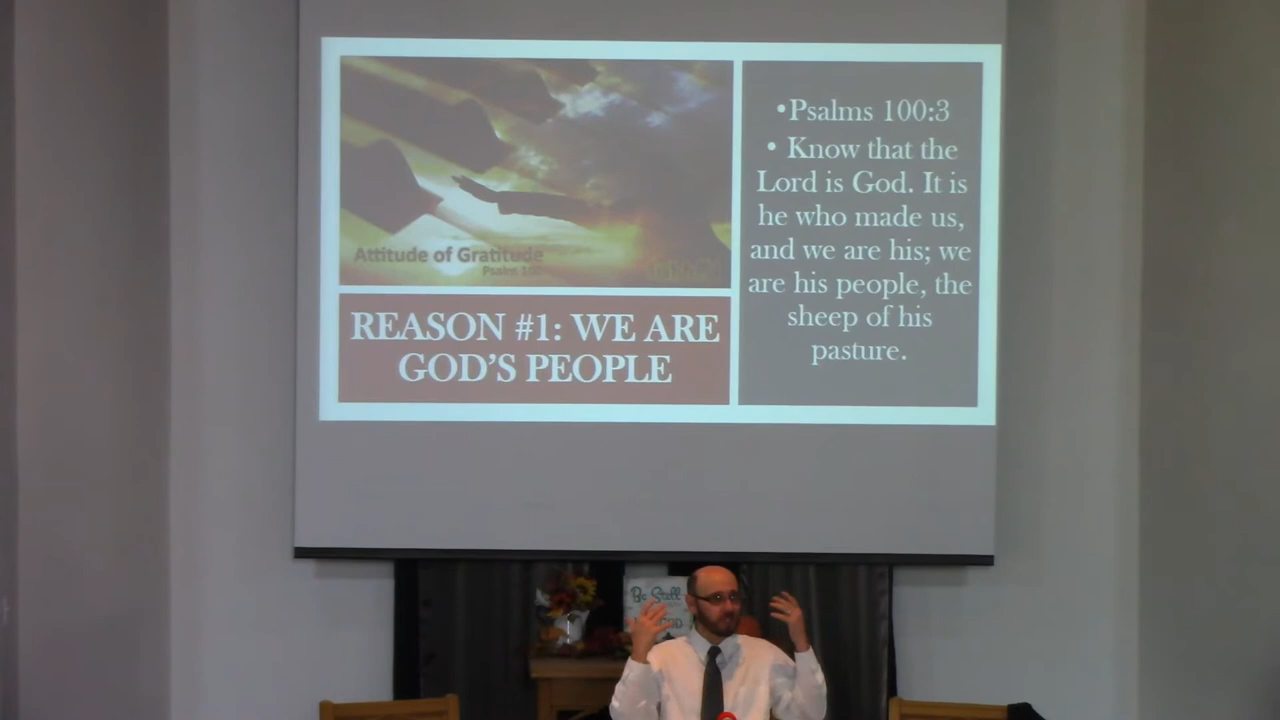 Attitude of Gratitude
Psalm 100
REASON #1: WE ARE
GOD'S PEOPLE
•Psalms 100:3
• Know that the
Lord is God. It is
he who made us,
and we are his; we
are his people, the
sheep of his
pasture.
Be Still